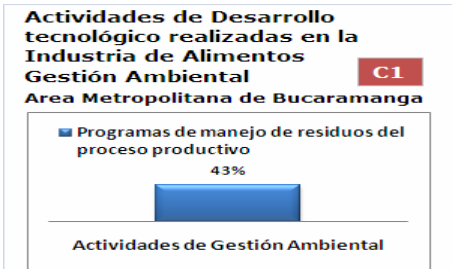 Actividades de Desarrollo
tecnológico realizadas en la
Industria de Alimentos
Gestión Ambiental
C1
Area Metropolitana de Bucaramanga
Programas de manejo de residuos del
proceso productivo
43%
Actividades de Gestión Ambiental